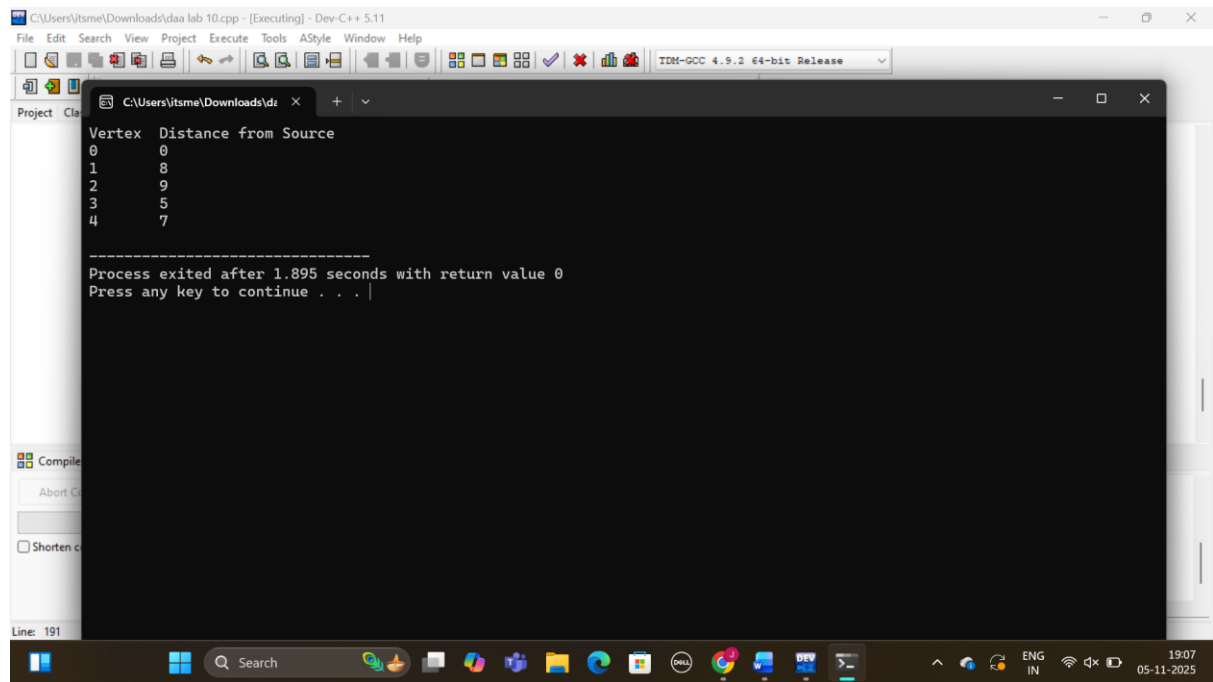 C:\Users\itsme\Downloads\daa lab 10.cpp - [Executing] - Dev-C++ 5.11
File Edit Search View Project Execute Tools AStyle Window Help
TDM-GCC 4.9.2 64-bit Release
Project Cla
C:\Users\itsme\Downloads\da
Vertex Distance from Source
0 0
1 8
2 9
3 5
4 7
--------------------------------
Process exited after 1.895 seconds with return value 0
Press any key to continue . . .
Compile
Abort Co
Shorten c
Line: 191
Search
DELL
DEV
ENG
IN
19:07
05-11-2025